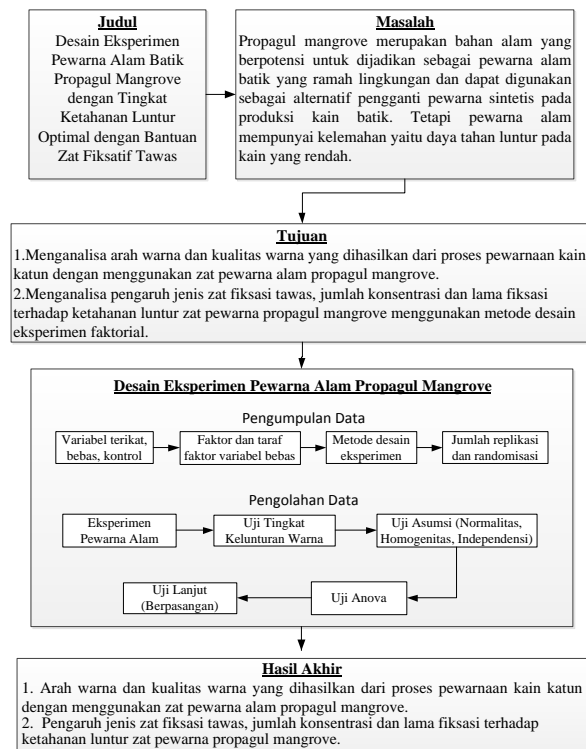 Judul
Desain Eksperimen
Pewarna Alam Batik
Propagul Mangrove
dengan Tingkat
Ketahanan Luntur
Optimal dengan Bantuan
Zat Fiksatif Tawas
Masalah
Propagul mangrove merupakan bahan alam yang
berpotensi untuk dijadikan sebagai pewarna alam
batik yang ramah lingkungan dan dapat digunakan
sebagai alternatif pengganti pewarna sintetis pada
produksi kain batik. Tetapi pewarna alam
mempunyai kelemahan yaitu daya tahan luntur pada
kain yang rendah.
Tujuan
1.Menganalisa arah warna dan kualitas warna yang dihasilkan dari proses pewarnaan kain
katun dengan menggunakan zat pewarna alam propagul mangrove.
2.Menganalisa pengaruh jenis zat fiksasi tawas, jumlah konsentrasi dan lama fiksasi
terhadap ketahanan luntur zat pewarna propagul mangrove menggunakan metode desain
eksperimen faktorial.
Desain Eksperimen Pewarna Alam Propagul Mangrove
Pengumpulan Data
Variabel terikat,
bebas, kontrol
Faktor dan taraf
faktor variabel bebas
Metode desain
eksperimen
Jumlah replikasi
dan randomisasi
Pengolahan Data
Eksperimen
Pewarna Alam
Uji Tingkat
Kelunturan Warna
Uji Asumsi (Normalitas,
Homogenitas, Independensi)
Uji Lanjut
(Berpasangan)
Uji Anova
Hasil Akhir
1. Arah warna dan kualitas warna yang dihasilkan dari proses pewarnaan kain katun
dengan menggunakan zat pewarna alam propagul mangrove.
2. Pengaruh jenis zat fiksasi tawas, jumlah konsentrasi dan lama fiksasi terhadap
ketahanan luntur zat pewarna propagul mangrove.